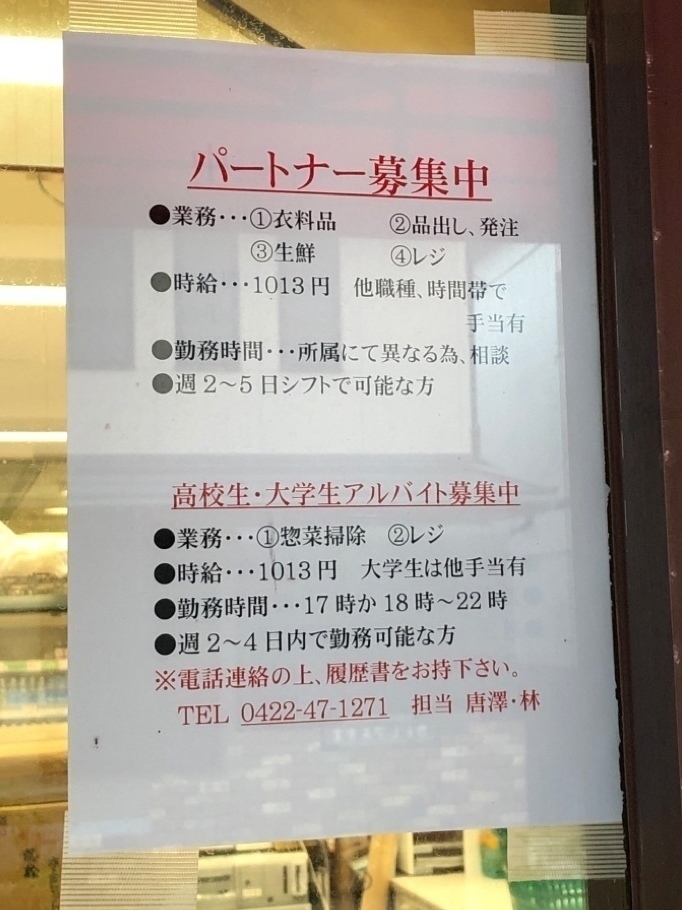 パートナー募集中
●業務･･･①衣料品　②品出し、発注
③生鮮　④レジ
●時給･･･1013円　他職種、時間帯で
手当有
●勤務時間･･･所属にて異なる為、相談
●週2～5日シフトで可能な方
高校生・大学生アルバイト募集中
●業務･･･①惣菜掃除　②レジ
●時給･･･1013円　大学生は他手当有
●勤務時間･･･17時か18時～22時
●週2～4日内で勤務可能な方
※電話連絡の上、履歴書をお持下さい。
TEL 0422-47-1271　担当 唐澤・林